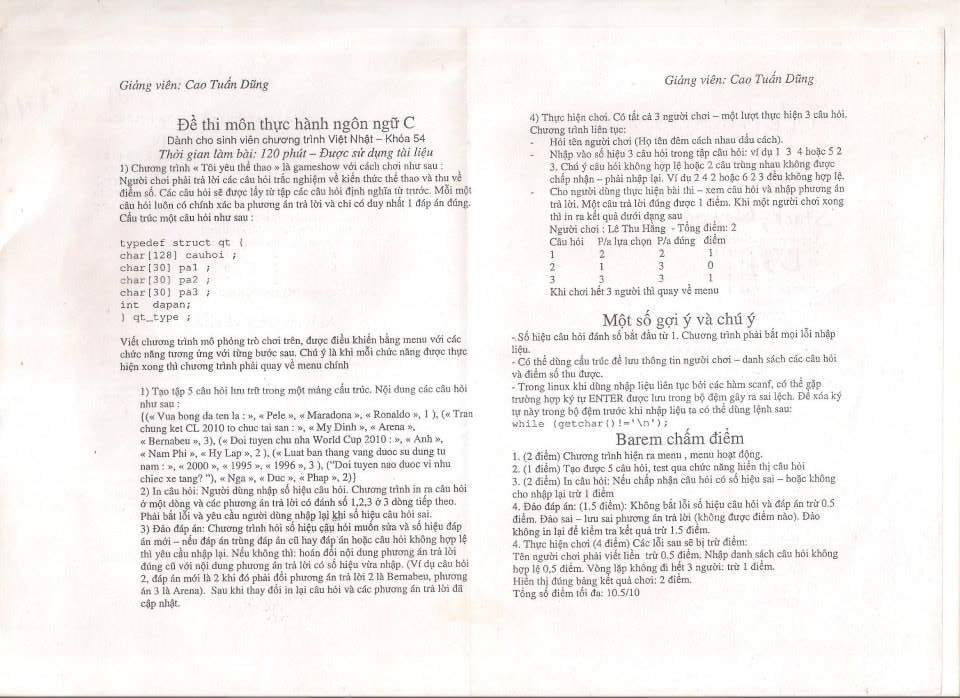 Giảng viên: Cao Tuấn Dũng
Đề thi môn thực hành ngôn ngữ C
Dành cho sinh viên chương trình Việt Nhật – Khóa 54
Thời gian làm bài: 120 phút – Được sử dụng tài liệu
1) Chương trình « Tôi yêu thể thao » là gameshow với cách chơi như sau :
Người chơi phải trả lời các câu hỏi trắc nghiệm về kiến thức thể thao và thu về
điểm số. Các câu hỏi sẽ được lấy từ tập các câu hỏi định nghĩa từ trước. Mỗi một
câu hỏi luôn có chính xác ba phương án trả lời và chỉ có duy nhất 1 đáp án đúng.
Cấu trúc một câu hỏi như sau :
typedef struct qt {
char[128] cauhoi ;
char[30] pa1 ;
char[30] pa2 ;
char[30] pa3 ;
int dapan;
} qt_type ;
Viết chương trình mô phỏng trò chơi trên, được điều khiển bằng menu với các
chức năng tương ứng với từng bước sau. Chú ý là khi mỗi chức năng được thực
hiện xong thì chương trình phải quay về menu chính
1) Tạo tập 5 câu hỏi lưu trữ trong một mảng cấu trúc. Nội dung các câu hỏi
như sau :
{(« Vua bong da ten la : », « Pele », « Maradona », « Ronaldo », 1 ), (« Tran
chung ket CL 2010 to chuc tai san : », « My Dinh », « Arena »,
« Bernabeu », 3), (« Doi tuyen chu nha World Cup 2010 : », « Anh »,
« Nam Phi », « Hy Lap », 2 ), (« Luat ban thang vang duoc su dung tu
nam : », « 2000 », « 1995 », « 1996 », 3 ), ("Doi tuyen nao duoc vi nhu
chiec xe tang? "), « Nga », « Duc », « Phap », 2)}
2) In câu hỏi: Người dùng nhập số hiệu câu hỏi. Chương trình in ra câu hỏi
ở một dòng và các phương án trả lời có đánh số 1,2,3 ở 3 dòng tiếp theo.
Phải bắt lỗi và yêu cầu người dùng nhập lại khi số hiệu câu hỏi sai.
3) Đảo đáp án: Chương trình hỏi số hiệu câu hỏi muốn sửa và số hiệu đáp
án mới – nếu đáp án trùng đáp án cũ hay đáp án hoặc câu hỏi không hợp lệ
thì yêu cầu nhập lại. Nếu không thì: hoán đổi nội dung phương án trả lời
đúng cũ với nội dung phương án trả lời có số hiệu vừa nhập. (Ví dụ câu hỏi
2, đáp án mới là 2 khi đó phải đổi phương án trả lời 2 là Bernabeu, phương
án 3 là Arena). Sau khi thay đổi in lại câu hỏi và các phương án trả lời đã
cập nhật.
Giảng viên: Cao Tuấn Dũng
4) Thực hiện chơi. Có tất cả 3 người chơi – một lượt thực hiện 3 câu hỏi.
Chương trình liên tục:
- Hỏi tên người chơi (Họ tên đêm cách nhau dấu cách).
- Nhập vào số hiệu 3 câu hỏi trong tập câu hỏi: ví dụ 1 3 4 hoặc 5 2
3. Chú ý câu hỏi không hợp lệ hoặc 2 câu trùng nhau không được
chấp nhận – phải nhập lại. Ví dụ 2 4 2 hoặc 6 2 3 đều không hợp lệ.
- Cho người dùng thực hiện bài thi – xem câu hỏi và nhập phương án
trả lời. Một câu trả lời đúng được 1 điểm. Khi một người chơi xong
thì in ra kết quả dưới dạng sau
Người chơi : Lê Thu Hằng - Tổng điểm: 2
Câu hỏi P/a lựa chọn P/a đúng điểm
1 2 2 1
2 1 3 0
3 3 3 1
Khi chơi hết 3 người thì quay về menu
Một số gợi ý và chú ý
- Số hiệu câu hỏi đánh số bắt đầu từ 1. Chương trình phải bắt mọi lỗi nhập
liệu.
- Có thể dùng cấu trúc để lưu thông tin người chơi – danh sách các câu hỏi
và điểm số thu được.
- Trong linux khi dùng nhập liệu liên tục bởi các hàm scanf, có thể gặp
trường hợp ký tự ENTER được lưu trong bộ đệm gây ra sai lệch. Để xóa ký
tự này trong bộ đệm trước khi nhập liệu ta có thể dùng lệnh sau:
while (getchar()!='\n');
Barem chấm điểm
1. (2 điểm) Chương trình hiện ra menu , menu hoạt động.
2. (1 điểm) Tạo được 5 câu hỏi, test qua chức năng hiển thị câu hỏi
3. (2 điểm) In câu hỏi: Nếu chấp nhận câu hỏi có số hiệu sai – hoặc không
cho nhập lại trừ 1 điểm
4. Đảo đáp án: (1.5 điểm): Không bắt lỗi số hiệu câu hỏi và đáp án trừ 0.5
điểm. Đảo sai – lưu sai phương án trả lời (không được điểm nào). Đảo
không in lại để kiểm tra kết quả trừ 1.5 điểm.
4. Thực hiện chơi (4 điểm) Các lỗi sau sẽ bị trừ điểm:
Tên người chơi phải viết liền trừ 0.5 điểm. Nhập danh sách câu hỏi không
hợp lệ 0,5 điểm. Vòng lặp không đi hết 3 người: trừ 1 điểm.
Hiển thị đúng bảng kết quả chơi: 2 điểm.
Tổng số điểm tối đa: 10.5/10